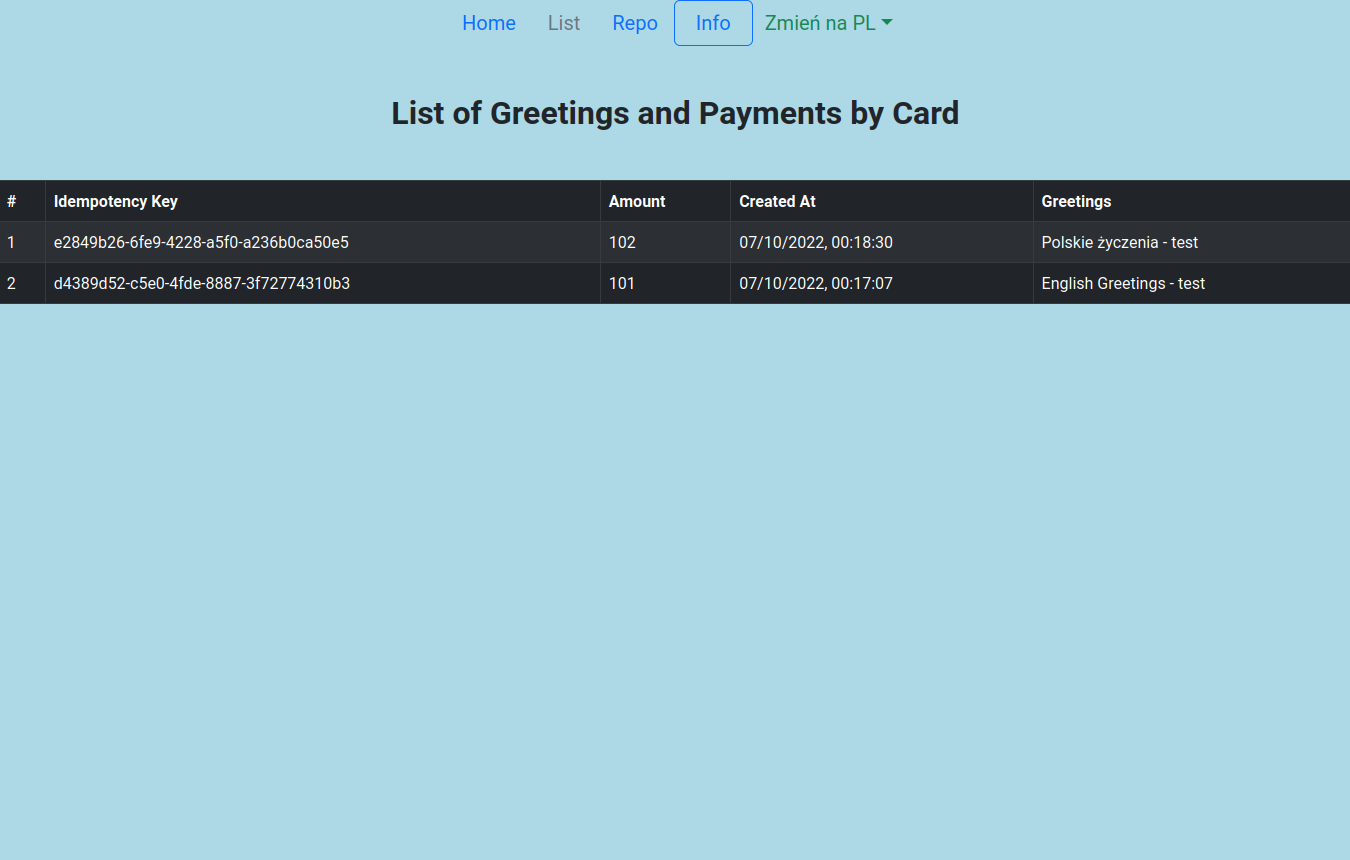 Home List Repo Info Zmień na PL
List of Greetings and Payments by Card
# Idempotency Key Amount Created At Greetings
1 e2849b26-6fe9-4228-a5f0-a236b0ca50e5 102 07/10/2022, 00:18:30 Polskie życzenia - test
2 d4389d52-c5e0-4fde-8887-3f72774310b3 101 07/10/2022, 00:17:07 English Greetings - test